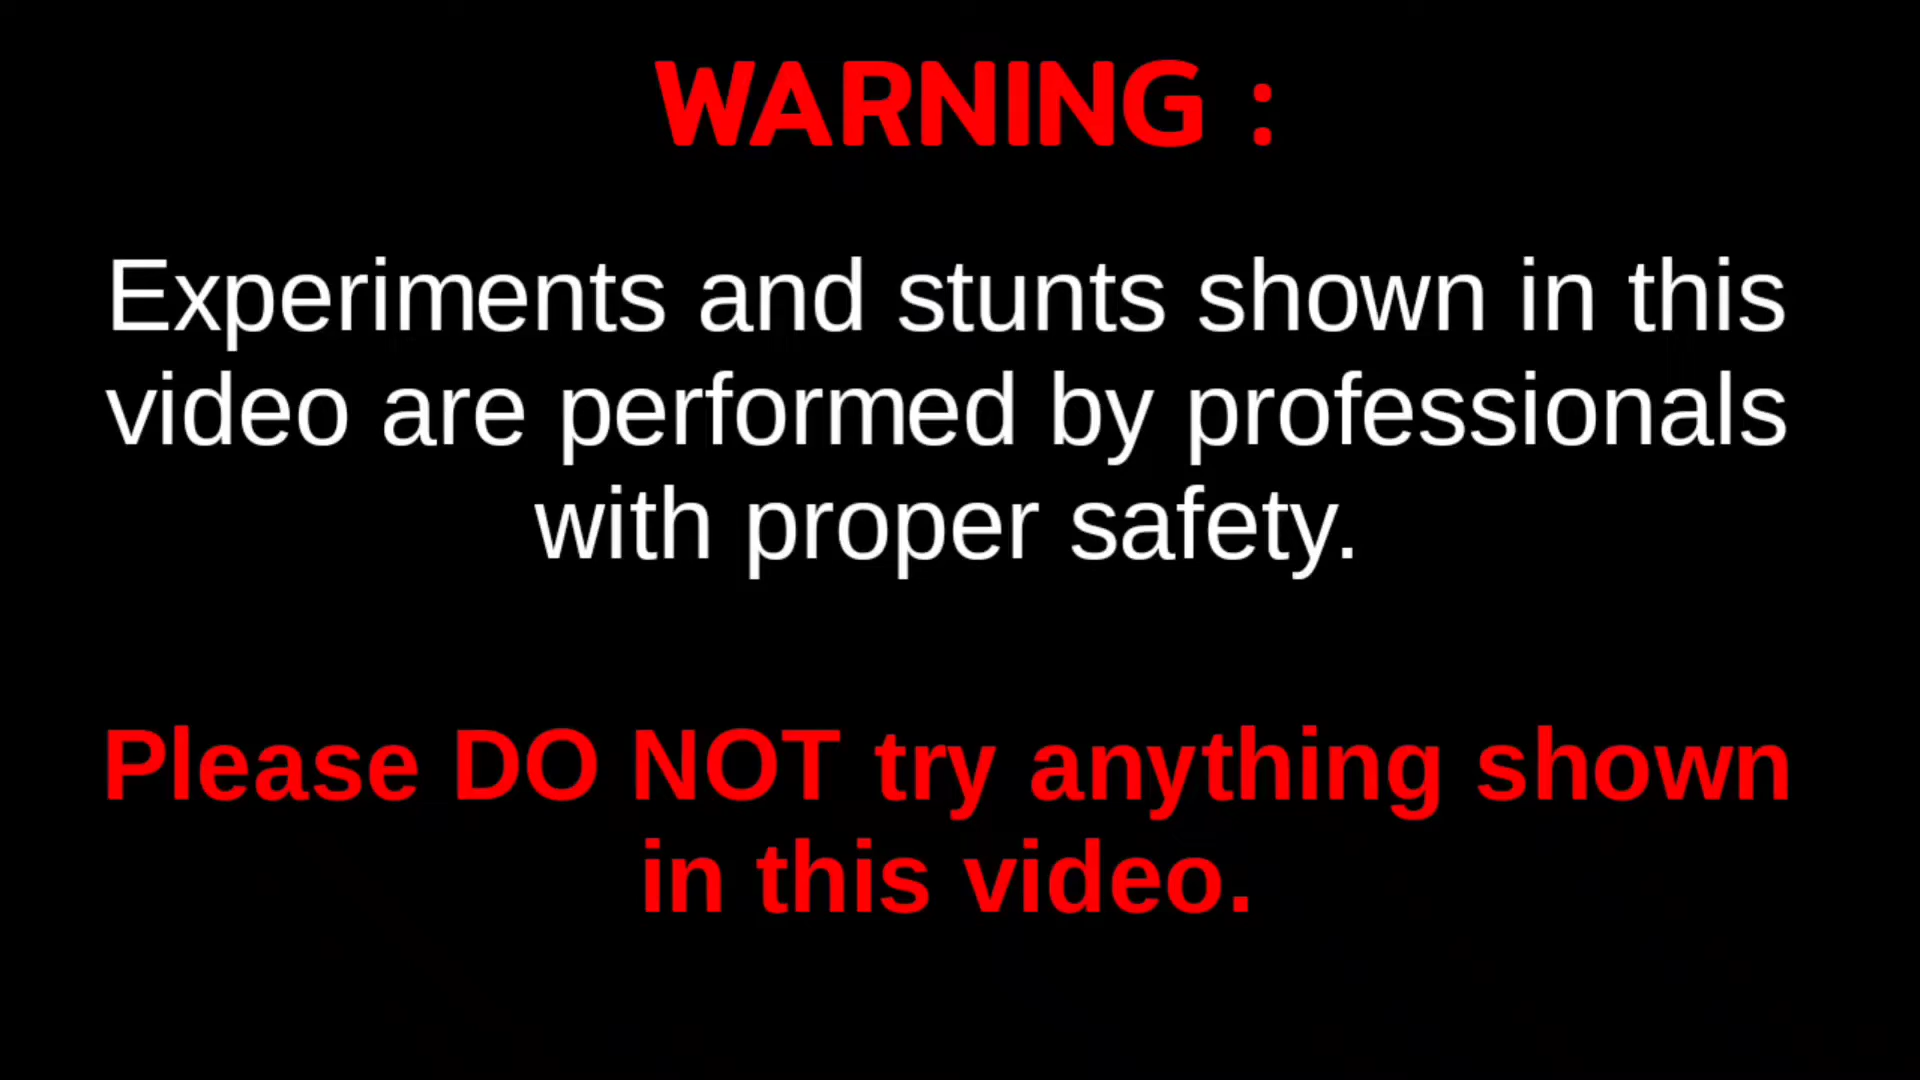 WARNING :
Experiments and stunts shown in this
video are performed by professionals
with proper safety.
Please DO NOT try anything shown
in this video.